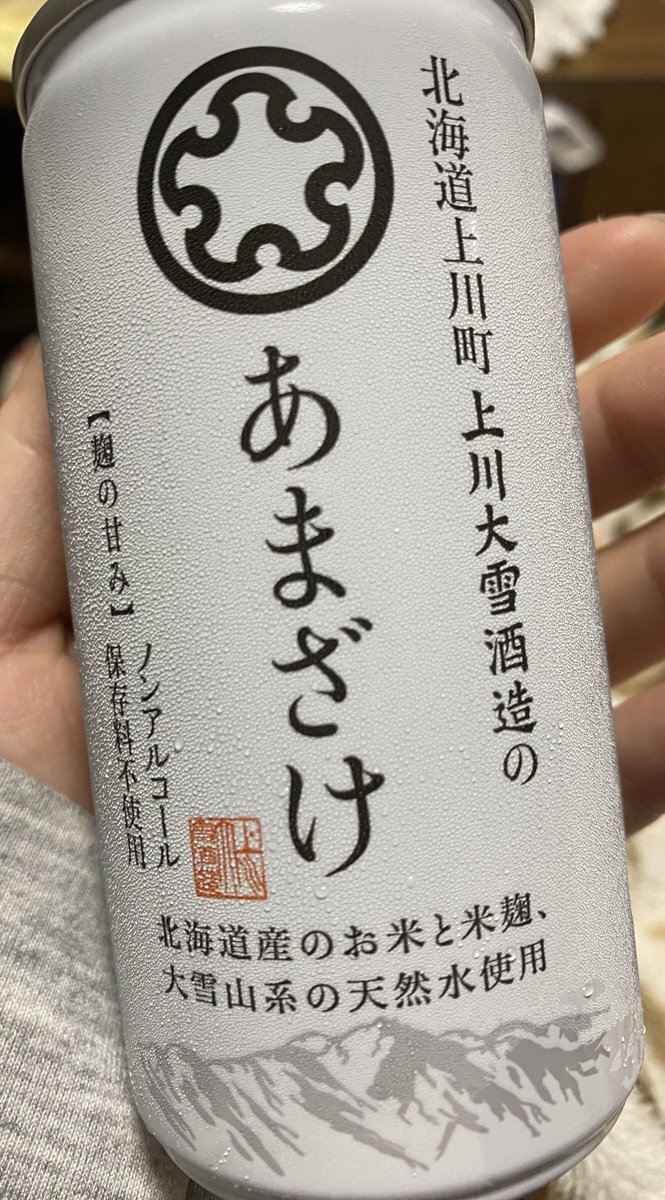 北海道上川町 上川大雪酒造の
あまざけ
【麹の甘み】
ノンアルコール
保存料不使用
北海道産のお米と米麹、
大雪山系の天然水使用